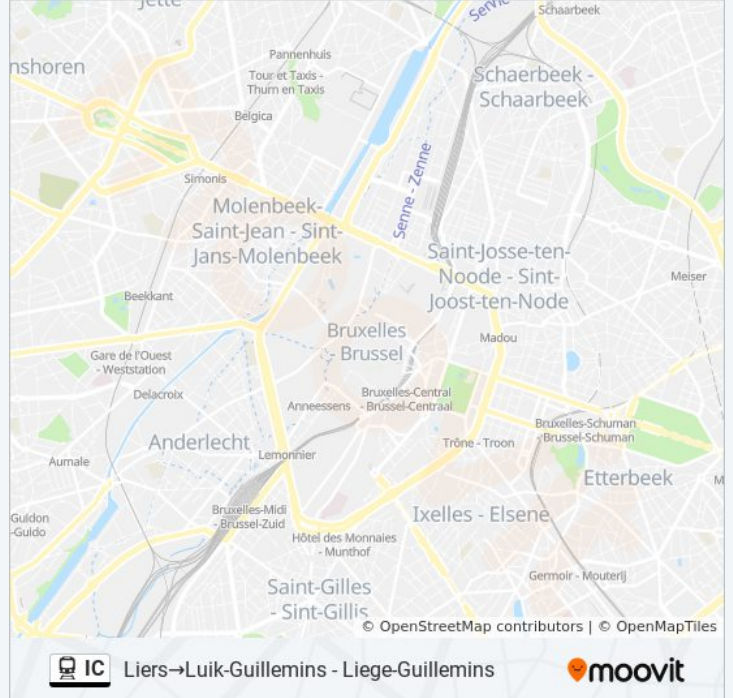 Jette
Senne
Schaarbeek
Pannenhuis
nshoren
Tour et Taxis -
Thurn en Taxis
Schaerbeek -
Schaarbeek
Belgica
Senne - Zenne
Simonis
Molenbeek-
Saint-Jean - Sint-
Jans-Molenbeek
Saint-Josse-ten-
Noode - Sint-
Joost-ten-Node
Meiser
Beekkant
Bruxelles
- Brussel
Madou
Gare de l'Ouest
- Weststation
Delacroix
Bruxelles-Central
- Brussel-Centraal
Anneessens
Bruxelles-Schuman
- Brussel-Schuman
Anderlecht
Trône - Troon
Lemonnier
Aumale
Etterbeek
M
Bruxelles-Midi
- Brussel-Zuid
Ixelles - Elsene
Guidon
-Guido
Hôtel des Monnaies
- Munthof
Germoir - Mouterij
Saint-Gilles
- Sint-Gillis
© OpenStreetMap contributors | © OpenMapTiles
IC Liers→Luik-Guillemins - Liege-Guillemins
moovit